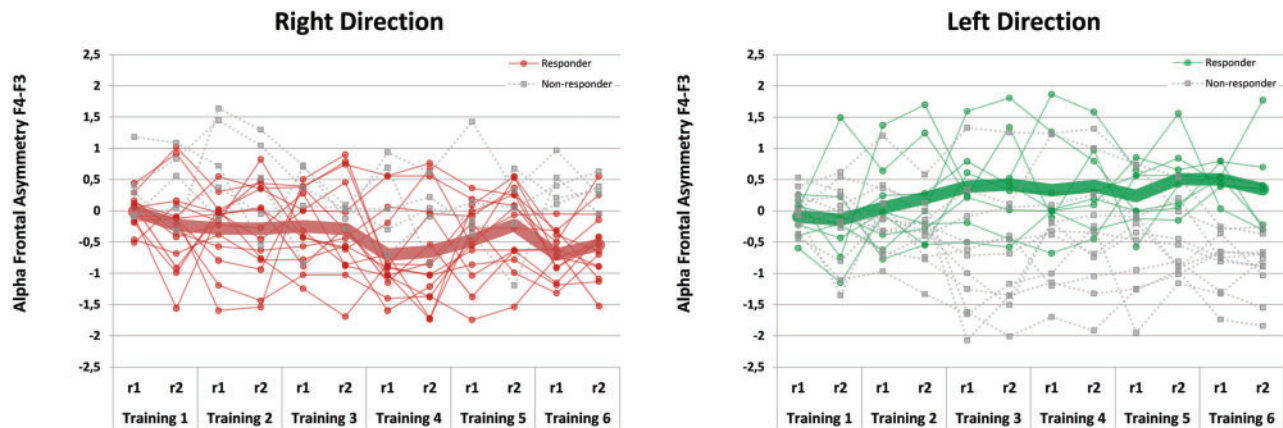 Right Direction
Alpha Frontal Asymmetry F4-F3
2,5
2
1,5
1
0,5
0
-0,5
-1
-1,5
-2
-2,5
Responder
Non-responder
r1 r2 r1 r2 r1 r2 r1 r2 r1 r2 r1 r2
Training 1 Training 2 Training 3 Training 4 Training 5 Training 6
Left Direction
Alpha Frontal Asymmetry F4-F3
2,5
2
1,5
1
0,5
0
-0,5
-1
-1,5
-2
-2,5
Responder
Non-responder
r1 r2 r1 r2 r1 r2 r1 r2 r1 r2 r1 r2
Training 1 Training 2 Training 3 Training 4 Training 5 Training 6